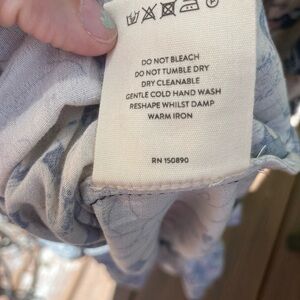 DO NOT BLEACH
DO NOT TUMBLE DRY
DRY CLEANABLE
GENTLE COLD HAND WASH
RESHAPE WHILST DAMP
WARM IRON
RN 150890